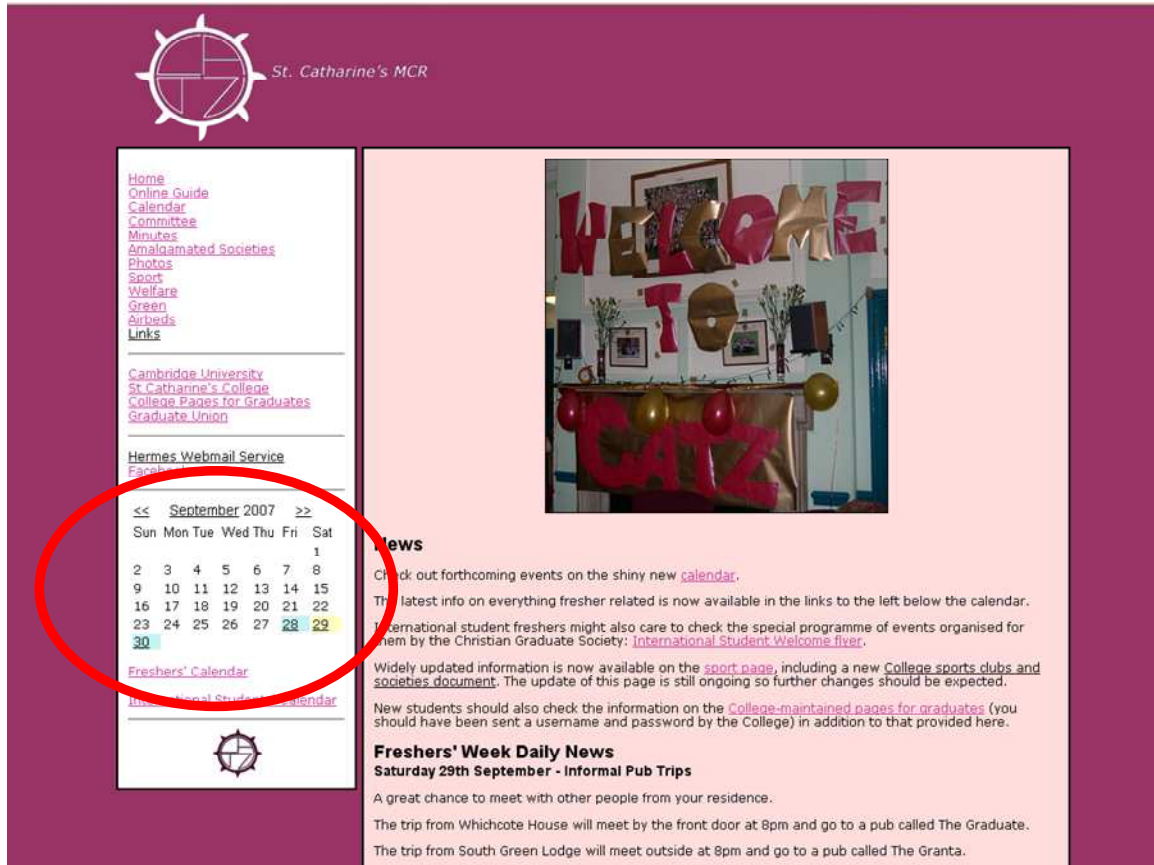 St. Catharine's MCR
Home
Online Guide
Calendar
Committee
Minutes
Amalgamated Societies
Photos
Sport
Welfare
Green
Airbeds
Links
Cambridge University
St Catharine's College
College Pages for Graduates
Graduate Union
Hermes Webmail Service
<< September 2007 >>
Sun Mon Tue Wed Thu Fri Sat
1
2 3 4 5 6 7 8
9 10 11 12 13 14 15
16 17 18 19 20 21 22
23 24 25 26 27 28 29
30
Freshers' Calendar
WELCOME
TO
CATZ
News
Check out forthcoming events on the shiny new calendar.
The latest info on everything fresher related is now available in the links to the left below the calendar.
International student freshers might also care to check the special programme of events organised for
them by the Christian Graduate Society: International Student Welcome flyer.
Widely updated information is now available on the sport page, including a new College sports clubs and
societies document. The update of this page is still ongoing so further changes should be expected.
New students should also check the information on the College-maintained pages for graduates (you
should have been sent a username and password by the College) in addition to that provided here.
Freshers' Week Daily News
Saturday 29th September - Informal Pub Trips
A great chance to meet with other people from your residence.
The trip from Whichcote House will meet by the front door at 8pm and go to a pub called The Graduate.
The trip from South Green Lodge will meet outside at 8pm and go to a pub called The Granta.